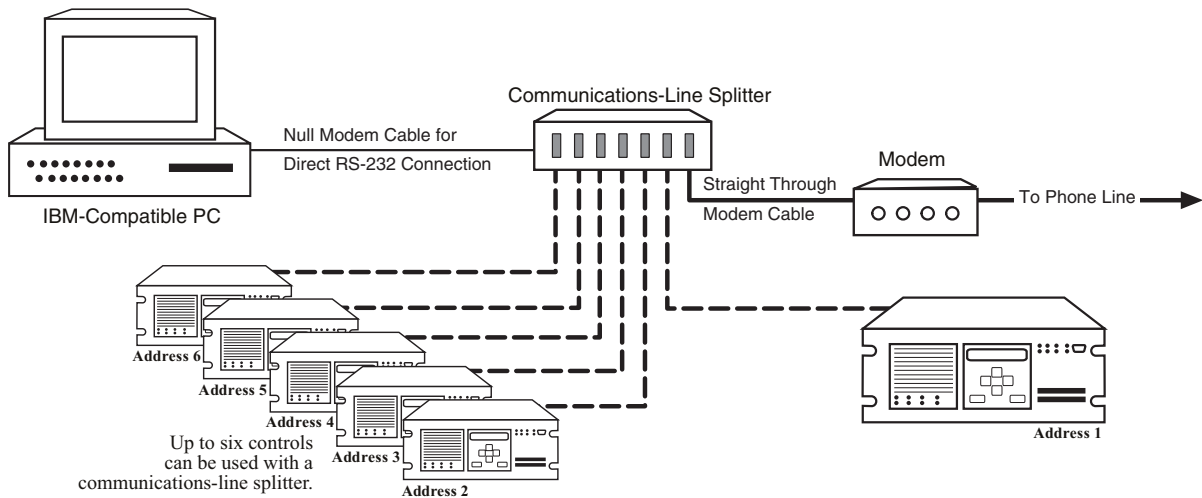 Communications-Line Splitter
Null Modem Cable for
Direct RS-232 Connection
IBM-Compatible PC
Straight Through
Modem Cable
Modem
To Phone Line
Address 6
Address 5
Address 4
Address 3
Address 2
Address 1
Up to six controls
can be used with a
communications-line splitter.